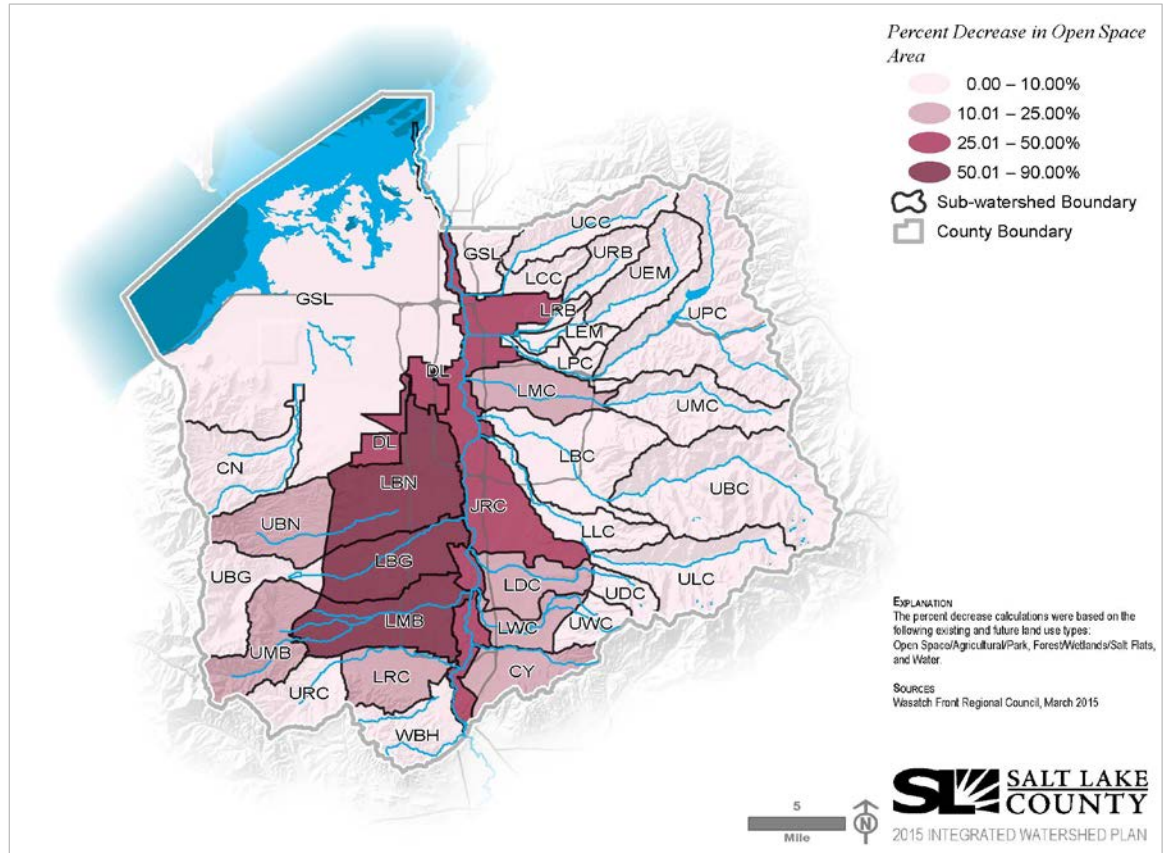 Percent Decrease in Open Space
Area
0.00 – 10.00%
10.01 – 25.00%
25.01 – 50.00%
50.01 – 90.00%
Sub-watershed Boundary
County Boundary
UCC
GSL
URB
LCC
UEM
GSL
LRB
UPC
LEM
LPC
DL
LMC
UMC
DL
LBC
CN
LBN
UBC
JRC
UBN
LLC
LBG
UBG
ULC
LDC
UDC
LMB
LWC
UWC
UMB
CY
LRC
URC
WBH
EXPLANATION
The percent decrease calculations were based on the
following existing and future land use types:
Open Space/Agricultural/Park, Forest/Wetlands/Salt Flats,
and Water.
SOURCES
Wasatch Front Regional Council, March 2015
5
Mile
N
SL SALT LAKE
COUNTY
2015 INTEGRATED WATERSHED PLAN